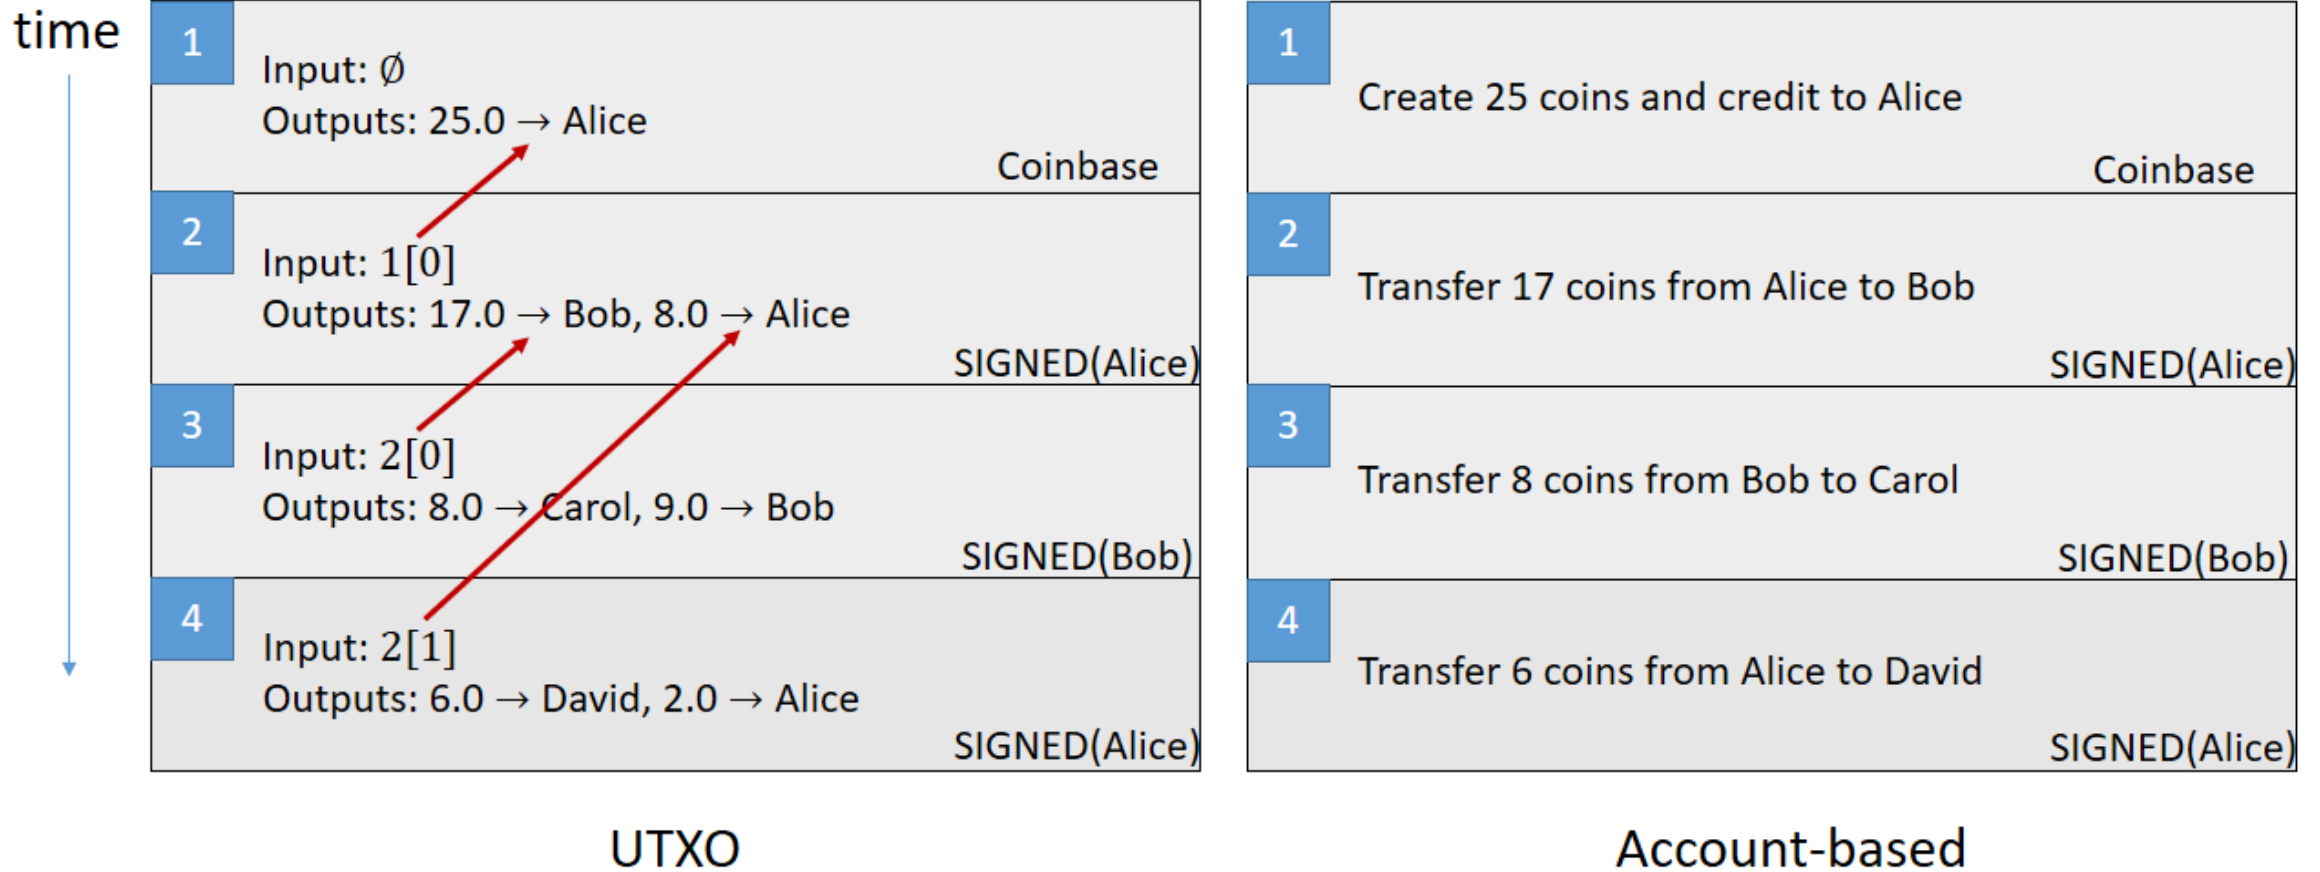 time
1
Input: ∅
Outputs: 25.0 → Alice
Coinbase
2
Input: 1[0]
Outputs: 17.0 → Bob, 8.0 → Alice
SIGNED(Alice)
3
Input: 2[0]
Outputs: 8.0 → Carol, 9.0 → Bob
SIGNED(Bob)
4
Input: 2[1]
Outputs: 6.0 → David, 2.0 → Alice
SIGNED(Alice)
UTXO
1
Create 25 coins and credit to Alice
Coinbase
2
Transfer 17 coins from Alice to Bob
SIGNED(Alice)
3
Transfer 8 coins from Bob to Carol
SIGNED(Bob)
4
Transfer 6 coins from Alice to David
SIGNED(Alice)
Account-based